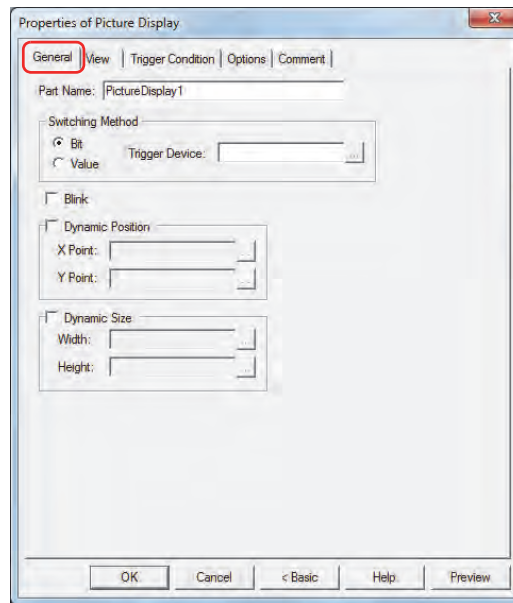 Properties of Picture Display
General View Trigger Condition Options Comment
Part Name: PictureDisplay1
Switching Method
Bit
Value
Trigger Device: ...
Blink
Dynamic Position
X Point: ...
Y Point: ...
Dynamic Size
Width: ...
Height: ...
OK Cancel < Basic Help Preview